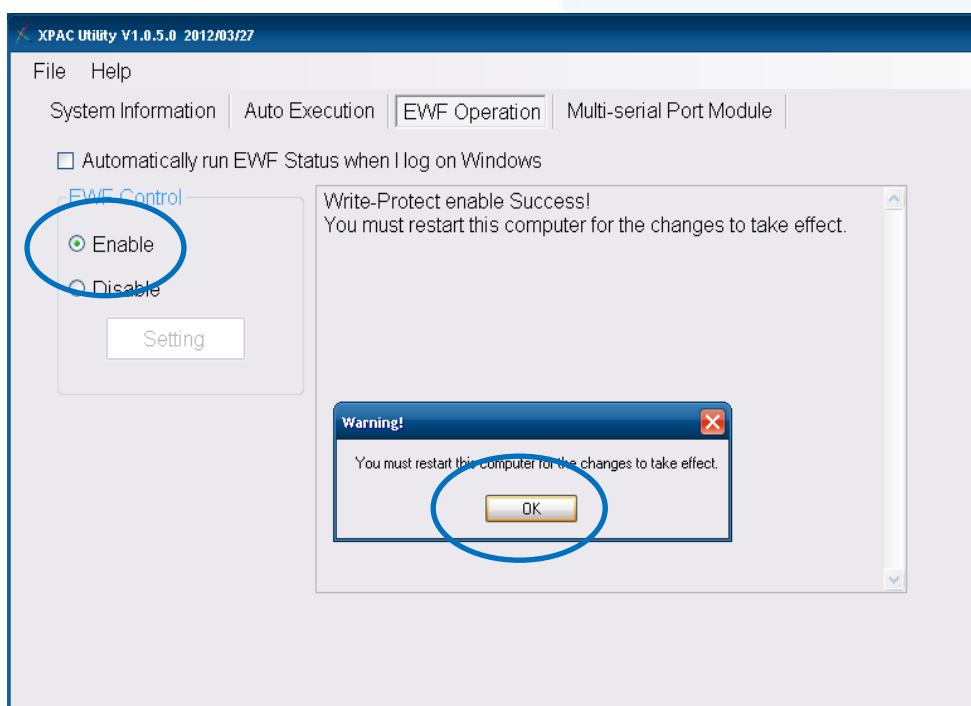 XPAC Utility V1.0.5.0 2012/03/27
File Help
System Information Auto Execution EWF Operation Multi-serial Port Module
Automatically run EWF Status when I log on Windows
EWF Control
Enable
Disable
Setting
Write-Protect enable Success!
You must restart this computer for the changes to take effect.
Warning!
You must restart this computer for the changes to take effect.
OK